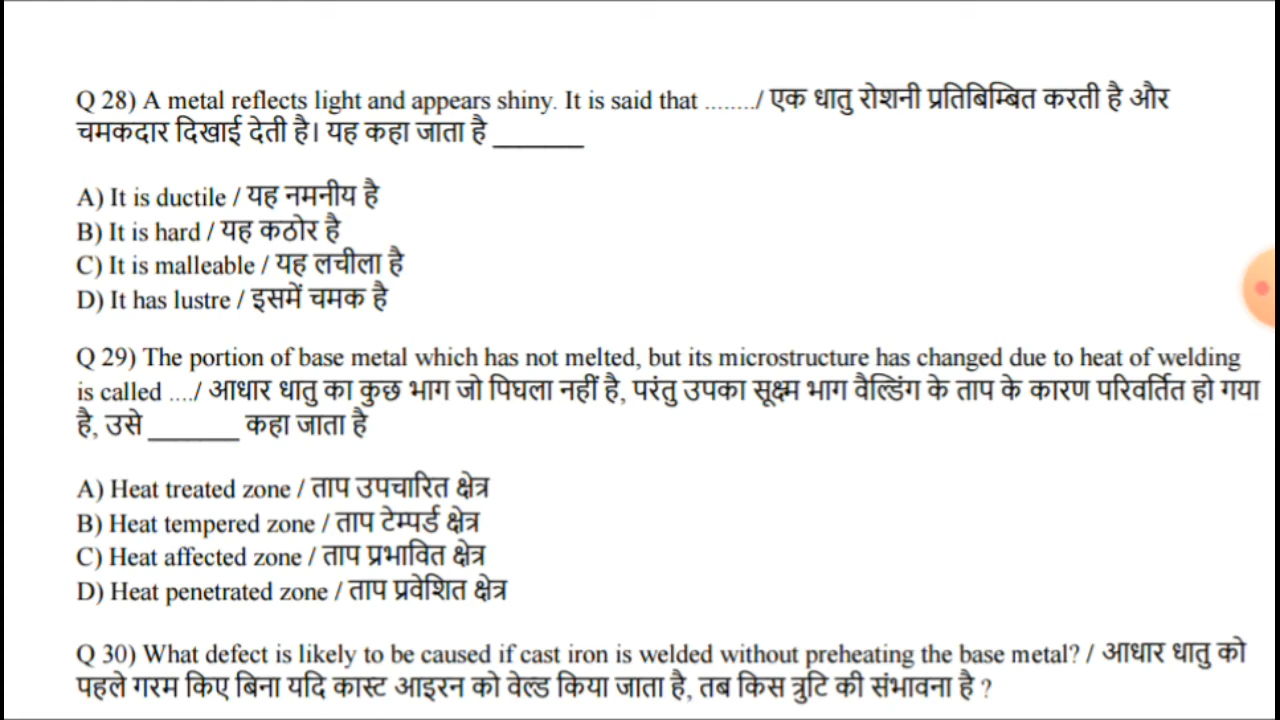 Q 28) A metal reflects light and appears shiny. It is said that ......../ एक धातु रोशनी प्रतिबिम्बित करती है और
चमकदार दिखाई देती है। यह कहा जाता है _______
A) It is ductile / यह नमनीय है
B) It is hard / यह कठोर है
C) It is malleable / यह लचीला है
D) It has lustre / इसमें चमक है
Q 29) The portion of base metal which has not melted, but its microstructure has changed due to heat of welding
is called ..../ आधार धातु का कुछ भाग जो पिघला नहीं है, परंतु उपका सूक्ष्म भाग वैल्डिंग के ताप के कारण परिवर्तित हो गया
है, उसे _______ कहा जाता है
A) Heat treated zone / ताप उपचारित क्षेत्र
B) Heat tempered zone / ताप टेम्पर्ड क्षेत्र
C) Heat affected zone / ताप प्रभावित क्षेत्र
D) Heat penetrated zone / ताप प्रवेशित क्षेत्र
Q 30) What defect is likely to be caused if cast iron is welded without preheating the base metal? / आधार धातु को
पहले गरम किए बिना यदि कास्ट आइरन को वेल्ड किया जाता है, तब किस त्रुटि की संभावना है ?